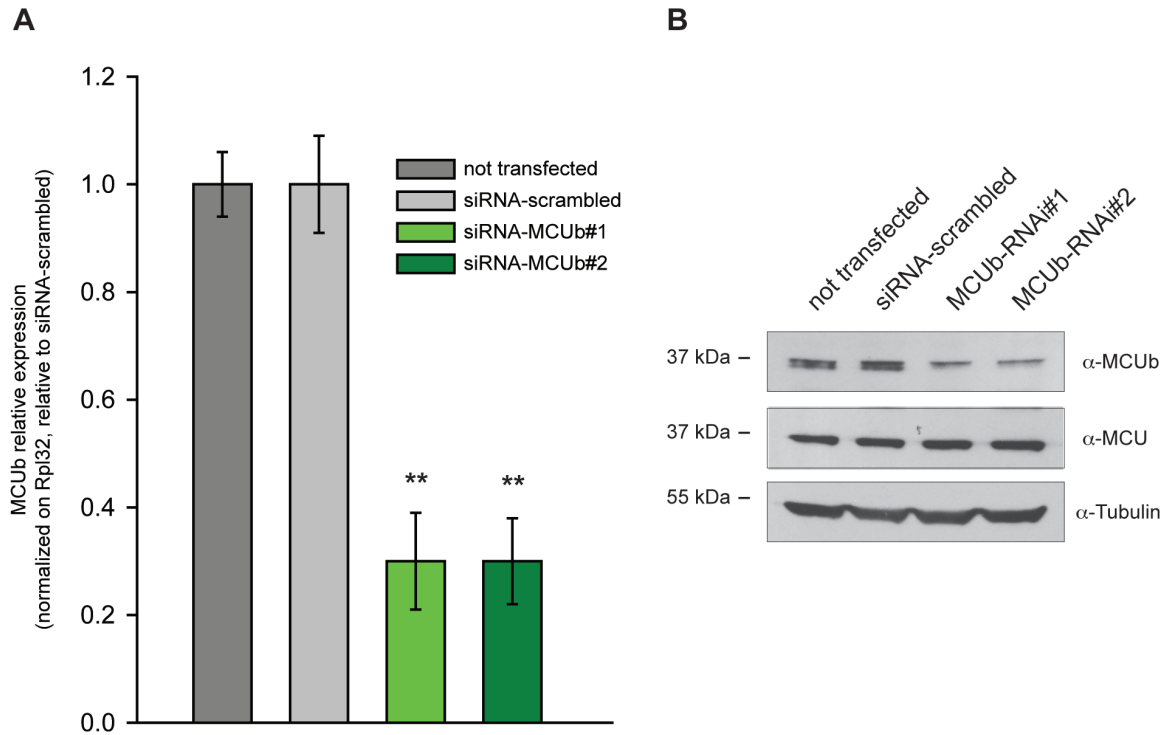 A
MCUb relative expression
(normalized on Rpl32, relative to siRNA-scrambled)
1.2
1.0
0.8
0.6
0.4
0.2
0.0
not transfected
siRNA-scrambled
siRNA-MCUb#1
siRNA-MCUb#2
**
**
B
not transfected
siRNA-scrambled
MCUb-RNAi#1
MCUb-RNAi#2
37 kDa –
α-MCUb
37 kDa –
α-MCU
55 kDa –
α-Tubulin